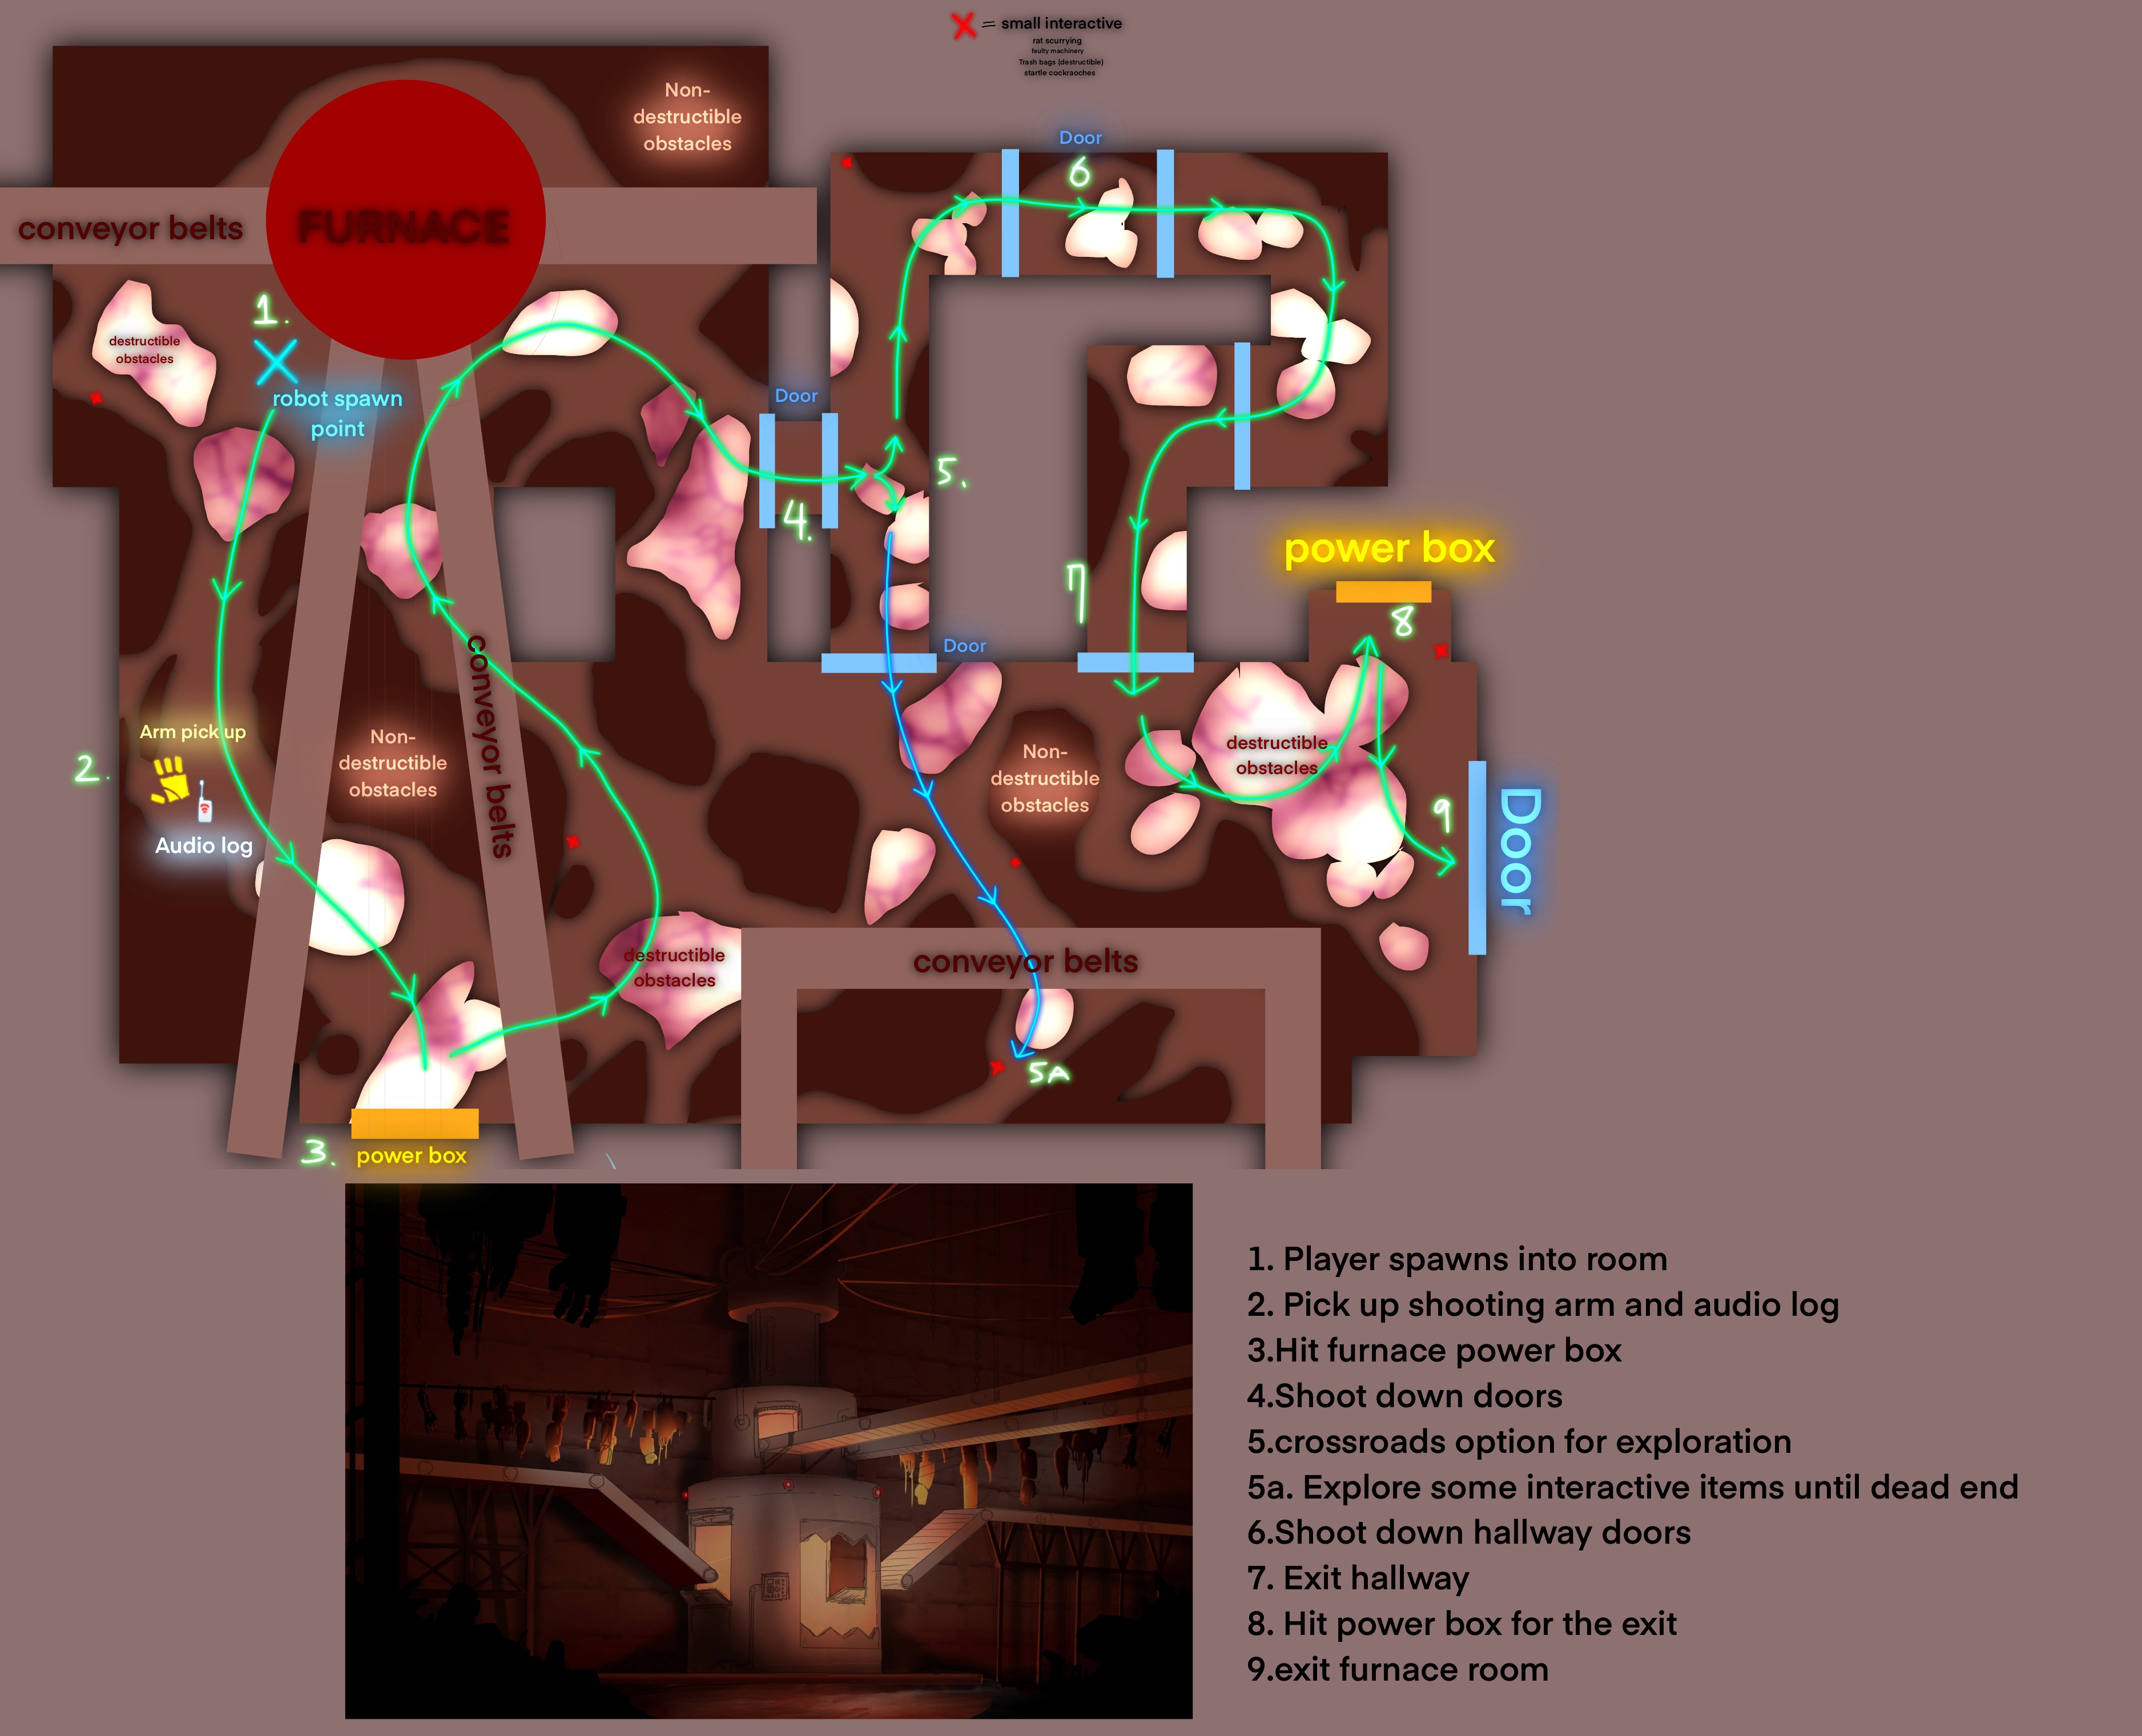 = small interactive
rat scurrying
faulty machinery
Trash bags (destructible)
startle cockraoches
Non-
destructible
obstacles
Door
6
conveyor belts
FURNACE
1.
destructible
obstacles
robot spawn
point
Door
5.
4.
power box
7
8
Door
Arm pick up
2.
Audio log
Non-
destructible
obstacles
conveyor belts
Non-
destructible
obstacles
destructible
obstacles
9
Door
destructible
obstacles
conveyor belts
5A
3.
power box
1. Player spawns into room
2. Pick up shooting arm and audio log
3.Hit furnace power box
4.Shoot down doors
5.crossroads option for exploration
5a. Explore some interactive items until dead end
6.Shoot down hallway doors
7. Exit hallway
8. Hit power box for the exit
9.exit furnace room